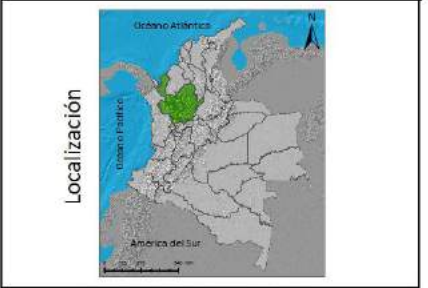 Localización
Océano Atlántico
N
Océano Pacífico
América del Sur